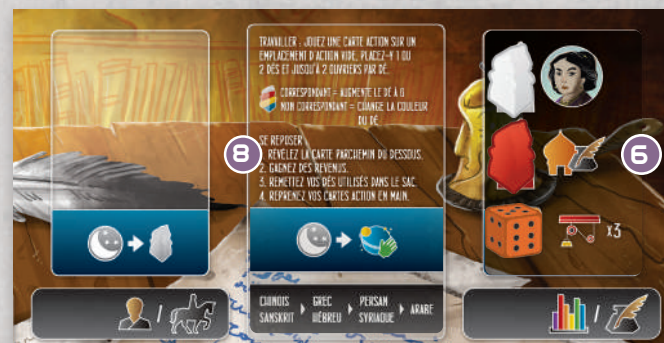 TRAVAILLER : JOUEZ UNE CARTE ACTION SUR UN
EMPLACEMENT D'ACTION VIDE. PLACEZ-Y 1 OU
2 DÉS ET JUSQU'À 2 OUVRIERS PAR DÉ.
CORRESPONDANT = AUGMENTE LE DÉ À 6
NON CORRESPONDANT = CHANGE LA COULEUR
DU DÉ.
SE REPOSER :
1. RÉVÉLEZ LA CARTE PARCHEMIN DU DESSOUS.
2. GAGNEZ DES REVENUS.
3. REMETTEZ VOS DÉS UTILISÉS DANS LE SAC.
4. REPRENEZ VOS CARTES ACTION EN MAIN.
8
6
X3
/
CHINOIS
SANSKRIT
GREC
HÉBREU
PERSAN
SYRIAQUE
ARABE
/